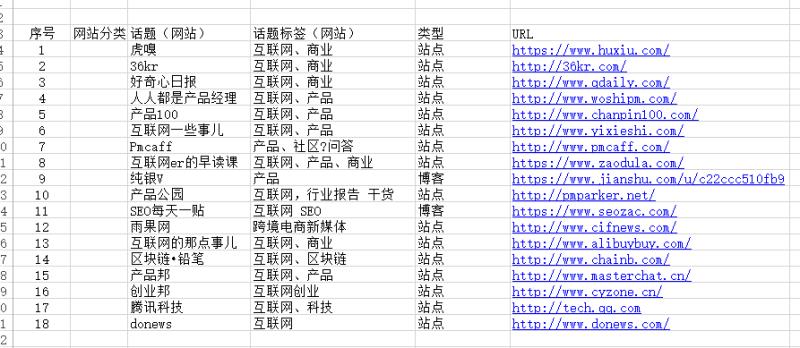 序号 网站分类 话题（网站） 话题标签（网站） 类型 URL
1 虎嗅 互联网、商业 站点 https://www.huxiu.com/
2 36kr 互联网、商业 站点 http://36kr.com/
3 好奇心日报 互联网、商业 站点 http://www.qdaily.com/
4 人人都是产品经理 互联网、产品 站点 http://www.woshipm.com/
5 产品100 互联网、产品 站点 http://www.chanpin100.com/
6 互联网一些事儿 互联网、产品 站点 http://www.yixieshi.com/
7 Pmcaff 产品、社区?问答 站点 http://www.pmcaff.com/
8 互联网er的早读课 互联网、产品、商业 站点 https://www.zaodula.com/
9 纯银V 产品 博客 https://www.jianshu.com/u/c22ccc510fb9
10 产品公园 互联网，行业报告 干货 站点 http://pmparker.net/
11 SEO每天一贴 互联网 SEO 博客 https://www.seozac.com/
12 雨果网 跨境电商新媒体 站点 http://www.cifnews.com/
13 互联网的那点事儿 互联网、商业 站点 http://www.alibuybuy.com/
14 区块链•铅笔 互联网、区块链 站点 http://www.chainb.com/
15 产品邦 互联网、产品 站点 http://www.masterchat.cn/
16 创业邦 互联网创业 站点 http://www.cyzone.cn/
17 腾讯科技 互联网、科技 站点 http://tech.qq.com
18 donews 互联网 站点 http://www.donews.com/